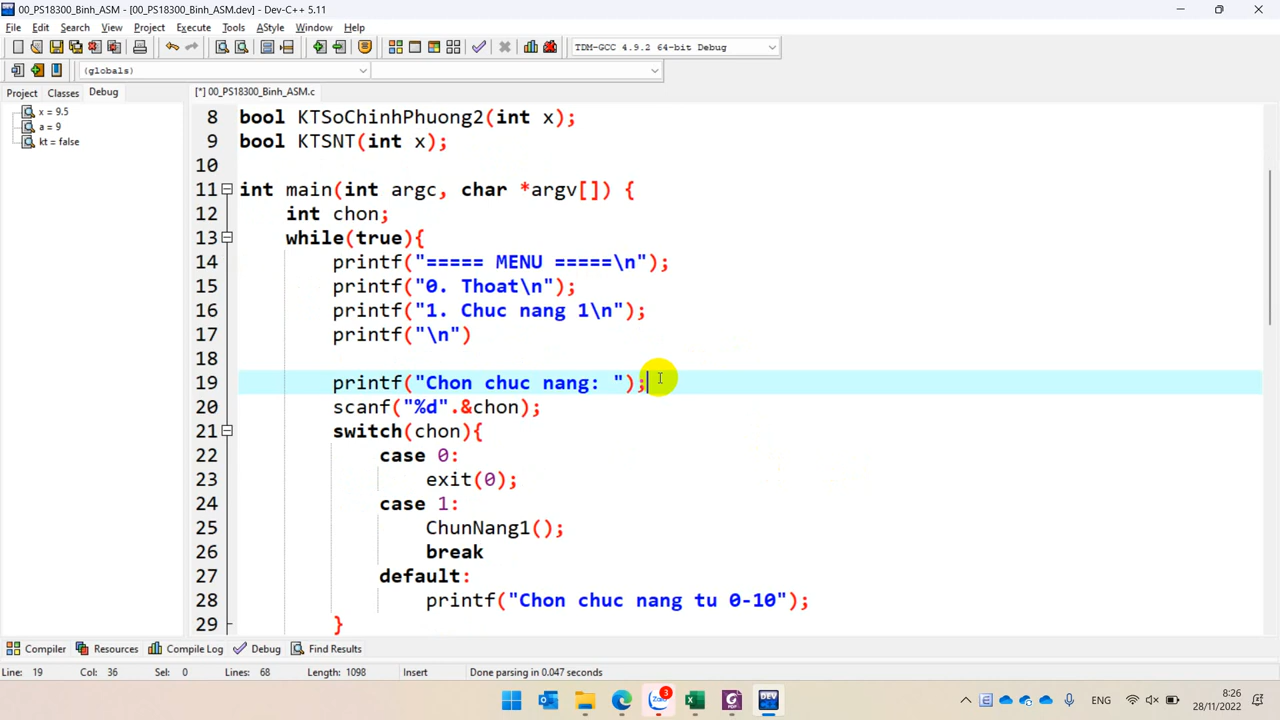 00_PS18300_Binh_ASM - [00_PS18300_Binh_ASM.dev] - Dev-C++ 5.11
File Edit Search View Project Execute Tools AStyle Window Help
TDM-GCC 4.9.2 64-bit Debug
(globals)
Project Classes Debug
[*] 00_PS18300_Binh_ASM.c
x = 9.5
a = 9
kt = false
8 bool KTSoChinhPhuong2(int x);
9 bool KTSNT(int x);
10
11 int main(int argc, char *argv[]) {
12 int chon;
13 while(true){
14 printf("===== MENU =====\n");
15 printf("0. Thoat\n");
16 printf("1. Chuc nang 1\n");
17 printf("\n")
18
19 printf("Chon chuc nang: ");
20 scanf("%d".&chon);
21 switch(chon){
22 case 0:
23 exit(0);
24 case 1:
25 ChunNang1();
26 break
27 default:
28 printf("Chon chuc nang tu 0-10");
29 }
Compiler Resources Compile Log Debug Find Results
Line: 19 Col: 36 Sel: 0 Lines: 68 Length: 1098 Insert Done parsing in 0.047 seconds
3
DEV
ENG
8:26
28/11/2022